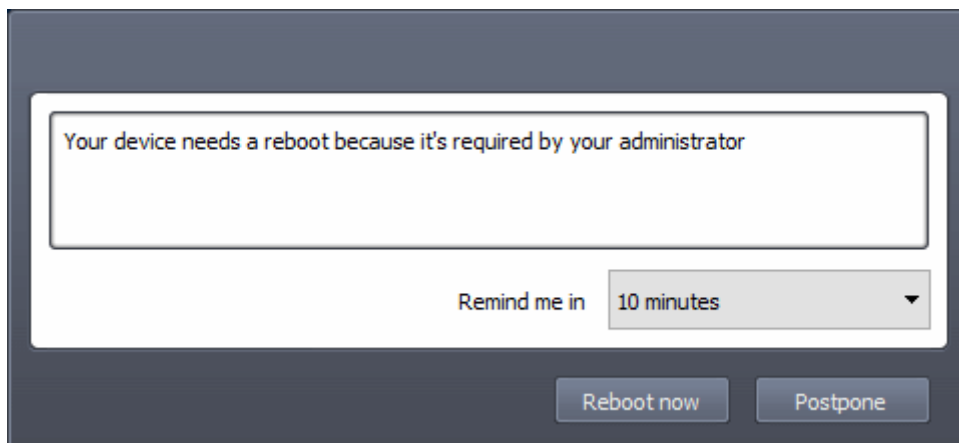 Your device needs a reboot because it's required by your administrator
Remind me in 10 minutes
Reboot now Postpone